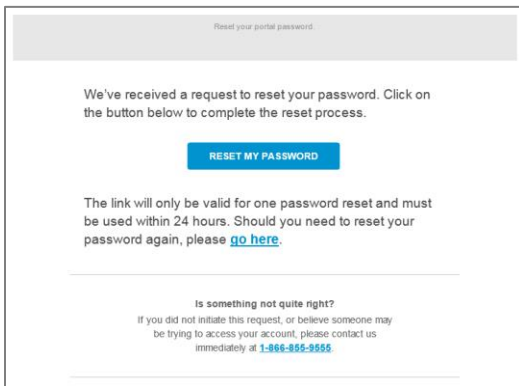 Reset your portal password.
We've received a request to reset your password. Click on
the button below to complete the reset process.
RESET MY PASSWORD
The link will only be valid for one password reset and must
be used within 24 hours. Should you need to reset your
password again, please go here.
Is something not quite right?
If you did not initiate this request, or believe someone may
be trying to access your account, please contact us
immediately at 1-866-855-9555.